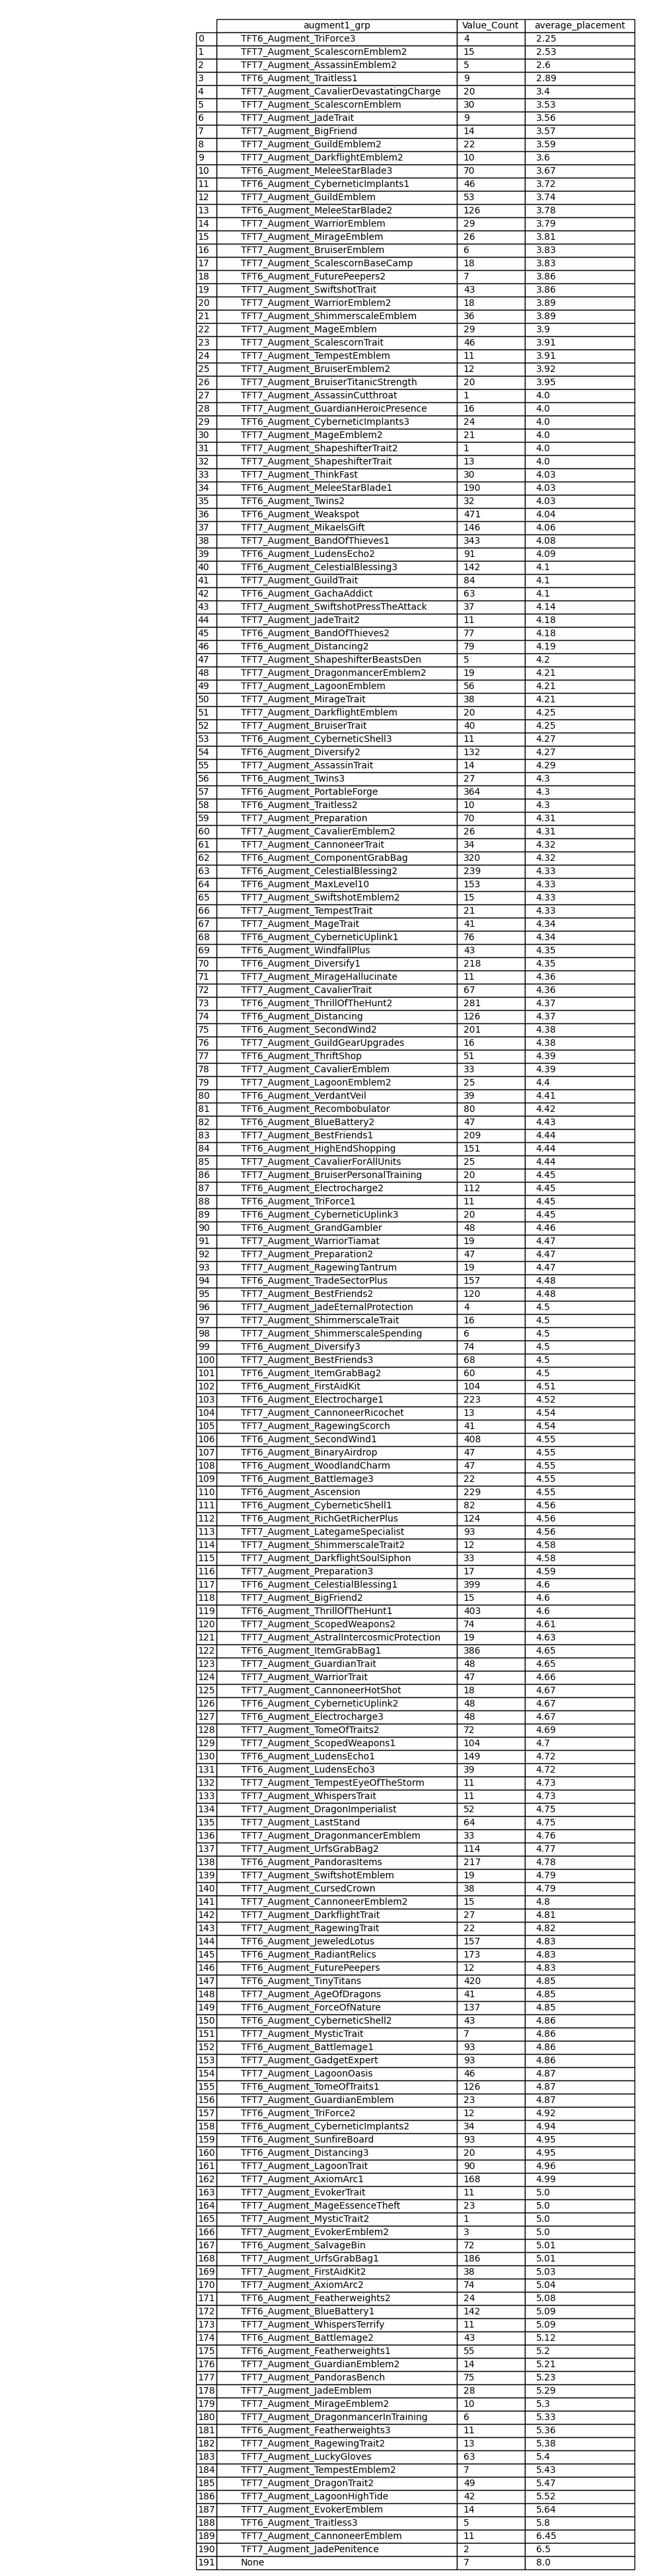 augment1_grp Value_Count average_placement
0 TFT6_Augment_TriForce3 4 2.25
1 TFT7_Augment_ScalescornEmblem2 15 2.53
2 TFT7_Augment_AssassinEmblem2 5 2.6
3 TFT6_Augment_Traitless1 9 2.89
4 TFT7_Augment_CavalierDevastatingCharge 20 3.4
5 TFT7_Augment_ScalescornEmblem 30 3.53
6 TFT7_Augment_JadeTrait 9 3.56
7 TFT7_Augment_BigFriend 14 3.57
8 TFT7_Augment_GuildEmblem2 22 3.59
9 TFT7_Augment_DarkflightEmblem2 10 3.6
10 TFT6_Augment_MeleeStarBlade3 70 3.67
11 TFT6_Augment_CyberneticImplants1 46 3.72
12 TFT7_Augment_GuildEmblem 53 3.74
13 TFT6_Augment_MeleeStarBlade2 126 3.78
14 TFT7_Augment_WarriorEmblem 29 3.79
15 TFT7_Augment_MirageEmblem 26 3.81
16 TFT7_Augment_BruiserEmblem 6 3.83
17 TFT7_Augment_ScalescornBaseCamp 18 3.83
18 TFT6_Augment_FuturePeepers2 7 3.86
19 TFT7_Augment_SwiftshotTrait 43 3.86
20 TFT7_Augment_WarriorEmblem2 18 3.89
21 TFT7_Augment_ShimmerscaleEmblem 36 3.89
22 TFT7_Augment_MageEmblem 29 3.9
23 TFT7_Augment_ScalescornTrait 46 3.91
24 TFT7_Augment_TempestEmblem 11 3.91
25 TFT7_Augment_BruiserEmblem2 12 3.92
26 TFT7_Augment_BruiserTitanicStrength 20 3.95
27 TFT7_Augment_AssassinCutthroat 1 4.0
28 TFT7_Augment_GuardianHeroicPresence 16 4.0
29 TFT6_Augment_CyberneticImplants3 24 4.0
30 TFT7_Augment_MageEmblem2 21 4.0
31 TFT7_Augment_ShapeshifterTrait2 1 4.0
32 TFT7_Augment_ShapeshifterTrait 13 4.0
33 TFT7_Augment_ThinkFast 30 4.03
34 TFT6_Augment_MeleeStarBlade1 190 4.03
35 TFT6_Augment_Twins2 32 4.03
36 TFT6_Augment_Weakspot 471 4.04
37 TFT7_Augment_MikaelsGift 146 4.06
38 TFT7_Augment_BandOfThieves1 343 4.08
39 TFT6_Augment_LudensEcho2 91 4.09
40 TFT6_Augment_CelestialBlessing3 142 4.1
41 TFT7_Augment_GuildTrait 84 4.1
42 TFT7_Augment_GachaAddict 63 4.1
43 TFT7_Augment_SwiftshotPressTheAttack 37 4.14
44 TFT7_Augment_JadeTrait2 11 4.18
45 TFT6_Augment_BandOfThieves2 77 4.18
46 TFT6_Augment_Distancing2 79 4.19
47 TFT7_Augment_ShapeshifterBeastsDen 5 4.2
48 TFT7_Augment_DragonmancerEmblem2 19 4.21
49 TFT7_Augment_LagoonEmblem 56 4.21
50 TFT7_Augment_MirageTrait 38 4.21
51 TFT7_Augment_DarkflightEmblem 20 4.25
52 TFT7_Augment_BruiserTrait 40 4.25
53 TFT6_Augment_CyberneticShell3 11 4.27
54 TFT6_Augment_Diversify2 132 4.27
55 TFT7_Augment_AssassinTrait 14 4.29
56 TFT6_Augment_Twins3 27 4.3
57 TFT6_Augment_PortableForge 364 4.3
58 TFT6_Augment_Traitless2 10 4.3
59 TFT7_Augment_Preparation 70 4.31
60 TFT7_Augment_CavalierEmblem2 26 4.31
61 TFT7_Augment_CannoneerTrait 34 4.32
62 TFT6_Augment_ComponentGrabBag 320 4.32
63 TFT6_Augment_CelestialBlessing2 239 4.33
64 TFT6_Augment_MaxLevel10 153 4.33
65 TFT7_Augment_SwiftshotEmblem2 15 4.33
66 TFT7_Augment_TempestTrait 21 4.33
67 TFT7_Augment_MageTrait 41 4.34
68 TFT6_Augment_CyberneticUplink1 76 4.34
69 TFT6_Augment_WindfallPlus 43 4.35
70 TFT6_Augment_Diversify1 218 4.35
71 TFT7_Augment_MirageHallucinate 11 4.36
72 TFT7_Augment_CavalierTrait 67 4.36
73 TFT6_Augment_ThrillOfTheHunt2 281 4.37
74 TFT6_Augment_Distancing 126 4.37
75 TFT6_Augment_SecondWind2 201 4.38
76 TFT7_Augment_GuildGearUpgrades 16 4.38
77 TFT6_Augment_ThriftShop 51 4.39
78 TFT7_Augment_CavalierEmblem 33 4.39
79 TFT7_Augment_LagoonEmblem2 25 4.4
80 TFT6_Augment_VerdantVeil 39 4.41
81 TFT6_Augment_Recombobulator 80 4.42
82 TFT6_Augment_BlueBattery2 47 4.43
83 TFT7_Augment_BestFriends1 209 4.44
84 TFT6_Augment_HighEndShopping 151 4.44
85 TFT7_Augment_CavalierForAllUnits 25 4.44
86 TFT7_Augment_BruiserPersonalTraining 20 4.45
87 TFT6_Augment_Electrocharge2 112 4.45
88 TFT6_Augment_TriForce1 11 4.45
89 TFT6_Augment_CyberneticUplink3 20 4.45
90 TFT6_Augment_GrandGambler 48 4.46
91 TFT7_Augment_WarriorTiamat 19 4.47
92 TFT7_Augment_Preparation2 47 4.47
93 TFT7_Augment_RagewingTantrum 19 4.47
94 TFT6_Augment_TradeSectorPlus 157 4.48
95 TFT7_Augment_BestFriends2 120 4.48
96 TFT7_Augment_JadeEternalProtection 4 4.5
97 TFT7_Augment_ShimmerscaleTrait 16 4.5
98 TFT7_Augment_ShimmerscaleSpending 6 4.5
99 TFT6_Augment_Diversify3 74 4.5
100 TFT7_Augment_BestFriends3 68 4.5
101 TFT6_Augment_ItemGrabBag2 60 4.5
102 TFT6_Augment_FirstAidKit 104 4.51
103 TFT6_Augment_Electrocharge1 223 4.52
104 TFT7_Augment_CannoneerRicochet 13 4.54
105 TFT7_Augment_RagewingScorch 41 4.54
106 TFT6_Augment_SecondWind1 408 4.55
107 TFT6_Augment_BinaryAirdrop 47 4.55
108 TFT6_Augment_WoodlandCharm 47 4.55
109 TFT6_Augment_Battlemage3 22 4.55
110 TFT6_Augment_Ascension 229 4.55
111 TFT6_Augment_CyberneticShell1 82 4.56
112 TFT6_Augment_RichGetRicherPlus 124 4.56
113 TFT7_Augment_LategameSpecialist 93 4.56
114 TFT7_Augment_ShimmerscaleTrait2 12 4.58
115 TFT7_Augment_DarkflightSoulSiphon 33 4.58
116 TFT7_Augment_Preparation3 17 4.59
117 TFT6_Augment_CelestialBlessing1 399 4.6
118 TFT7_Augment_BigFriend2 15 4.6
119 TFT6_Augment_ThrillOfTheHunt1 403 4.6
120 TFT7_Augment_ScopedWeapons2 74 4.61
121 TFT7_Augment_AstralIntercosmicProtection 19 4.63
122 TFT6_Augment_ItemGrabBag1 386 4.65
123 TFT7_Augment_GuardianTrait 48 4.65
124 TFT7_Augment_WarriorTrait 47 4.66
125 TFT7_Augment_CannoneerHotShot 18 4.67
126 TFT6_Augment_CyberneticUplink2 48 4.67
127 TFT6_Augment_Electrocharge3 48 4.67
128 TFT7_Augment_TomeOfTraits2 72 4.69
129 TFT7_Augment_ScopedWeapons1 104 4.7
130 TFT6_Augment_LudensEcho1 149 4.72
131 TFT6_Augment_LudensEcho3 39 4.72
132 TFT7_Augment_TempestEyeOfTheStorm 11 4.73
133 TFT7_Augment_WhispersTrait 11 4.73
134 TFT7_Augment_DragonImperialist 52 4.75
135 TFT7_Augment_LastStand 64 4.75
136 TFT7_Augment_DragonmancerEmblem 33 4.76
137 TFT7_Augment_UrfsGrabBag2 114 4.77
138 TFT6_Augment_PandorasItems 217 4.78
139 TFT7_Augment_SwiftshotEmblem 19 4.79
140 TFT7_Augment_CursedCrown 38 4.79
141 TFT7_Augment_CannoneerEmblem2 15 4.8
142 TFT7_Augment_DarkflightTrait 27 4.81
143 TFT7_Augment_RagewingTrait 22 4.82
144 TFT6_Augment_JeweledLotus 157 4.83
145 TFT6_Augment_RadiantRelics 173 4.83
146 TFT6_Augment_FuturePeepers 12 4.83
147 TFT6_Augment_TinyTitans 420 4.85
148 TFT7_Augment_AgeOfDragons 41 4.85
149 TFT6_Augment_ForceOfNature 137 4.85
150 TFT6_Augment_CyberneticShell2 43 4.86
151 TFT7_Augment_MysticTrait 7 4.86
152 TFT6_Augment_Battlemage1 93 4.86
153 TFT7_Augment_GadgetExpert 93 4.86
154 TFT7_Augment_LagoonOasis 46 4.87
155 TFT6_Augment_TomeOfTraits1 126 4.87
156 TFT7_Augment_GuardianEmblem 23 4.87
157 TFT6_Augment_TriForce2 12 4.92
158 TFT6_Augment_CyberneticImplants2 34 4.94
159 TFT6_Augment_SunfireBoard 93 4.95
160 TFT6_Augment_Distancing3 20 4.95
161 TFT7_Augment_LagoonTrait 90 4.96
162 TFT7_Augment_AxiomArc1 168 4.99
163 TFT7_Augment_EvokerTrait 11 5.0
164 TFT7_Augment_MageEssenceTheft 23 5.0
165 TFT7_Augment_MysticTrait2 1 5.0
166 TFT7_Augment_EvokerEmblem2 3 5.0
167 TFT6_Augment_SalvageBin 72 5.01
168 TFT7_Augment_UrfsGrabBag1 186 5.01
169 TFT7_Augment_FirstAidKit2 38 5.03
170 TFT7_Augment_AxiomArc2 74 5.04
171 TFT6_Augment_Featherweights2 24 5.08
172 TFT6_Augment_BlueBattery1 142 5.09
173 TFT7_Augment_WhispersTerrify 11 5.09
174 TFT6_Augment_Battlemage2 43 5.12
175 TFT6_Augment_Featherweights1 55 5.2
176 TFT7_Augment_GuardianEmblem2 14 5.21
177 TFT7_Augment_PandorasBench 75 5.23
178 TFT7_Augment_JadeEmblem 28 5.29
179 TFT7_Augment_MirageEmblem2 10 5.3
180 TFT7_Augment_DragonmancerInTraining 6 5.33
181 TFT6_Augment_Featherweights3 11 5.36
182 TFT7_Augment_RagewingTrait2 13 5.38
183 TFT7_Augment_LuckyGloves 63 5.4
184 TFT7_Augment_TempestEmblem2 7 5.43
185 TFT7_Augment_DragonTrait2 49 5.47
186 TFT7_Augment_LagoonHighTide 42 5.52
187 TFT7_Augment_EvokerEmblem 14 5.64
188 TFT6_Augment_Traitless3 5 5.8
189 TFT7_Augment_CannoneerEmblem 11 6.45
190 TFT7_Augment_JadePenitence 2 6.5
191 None 7 8.0